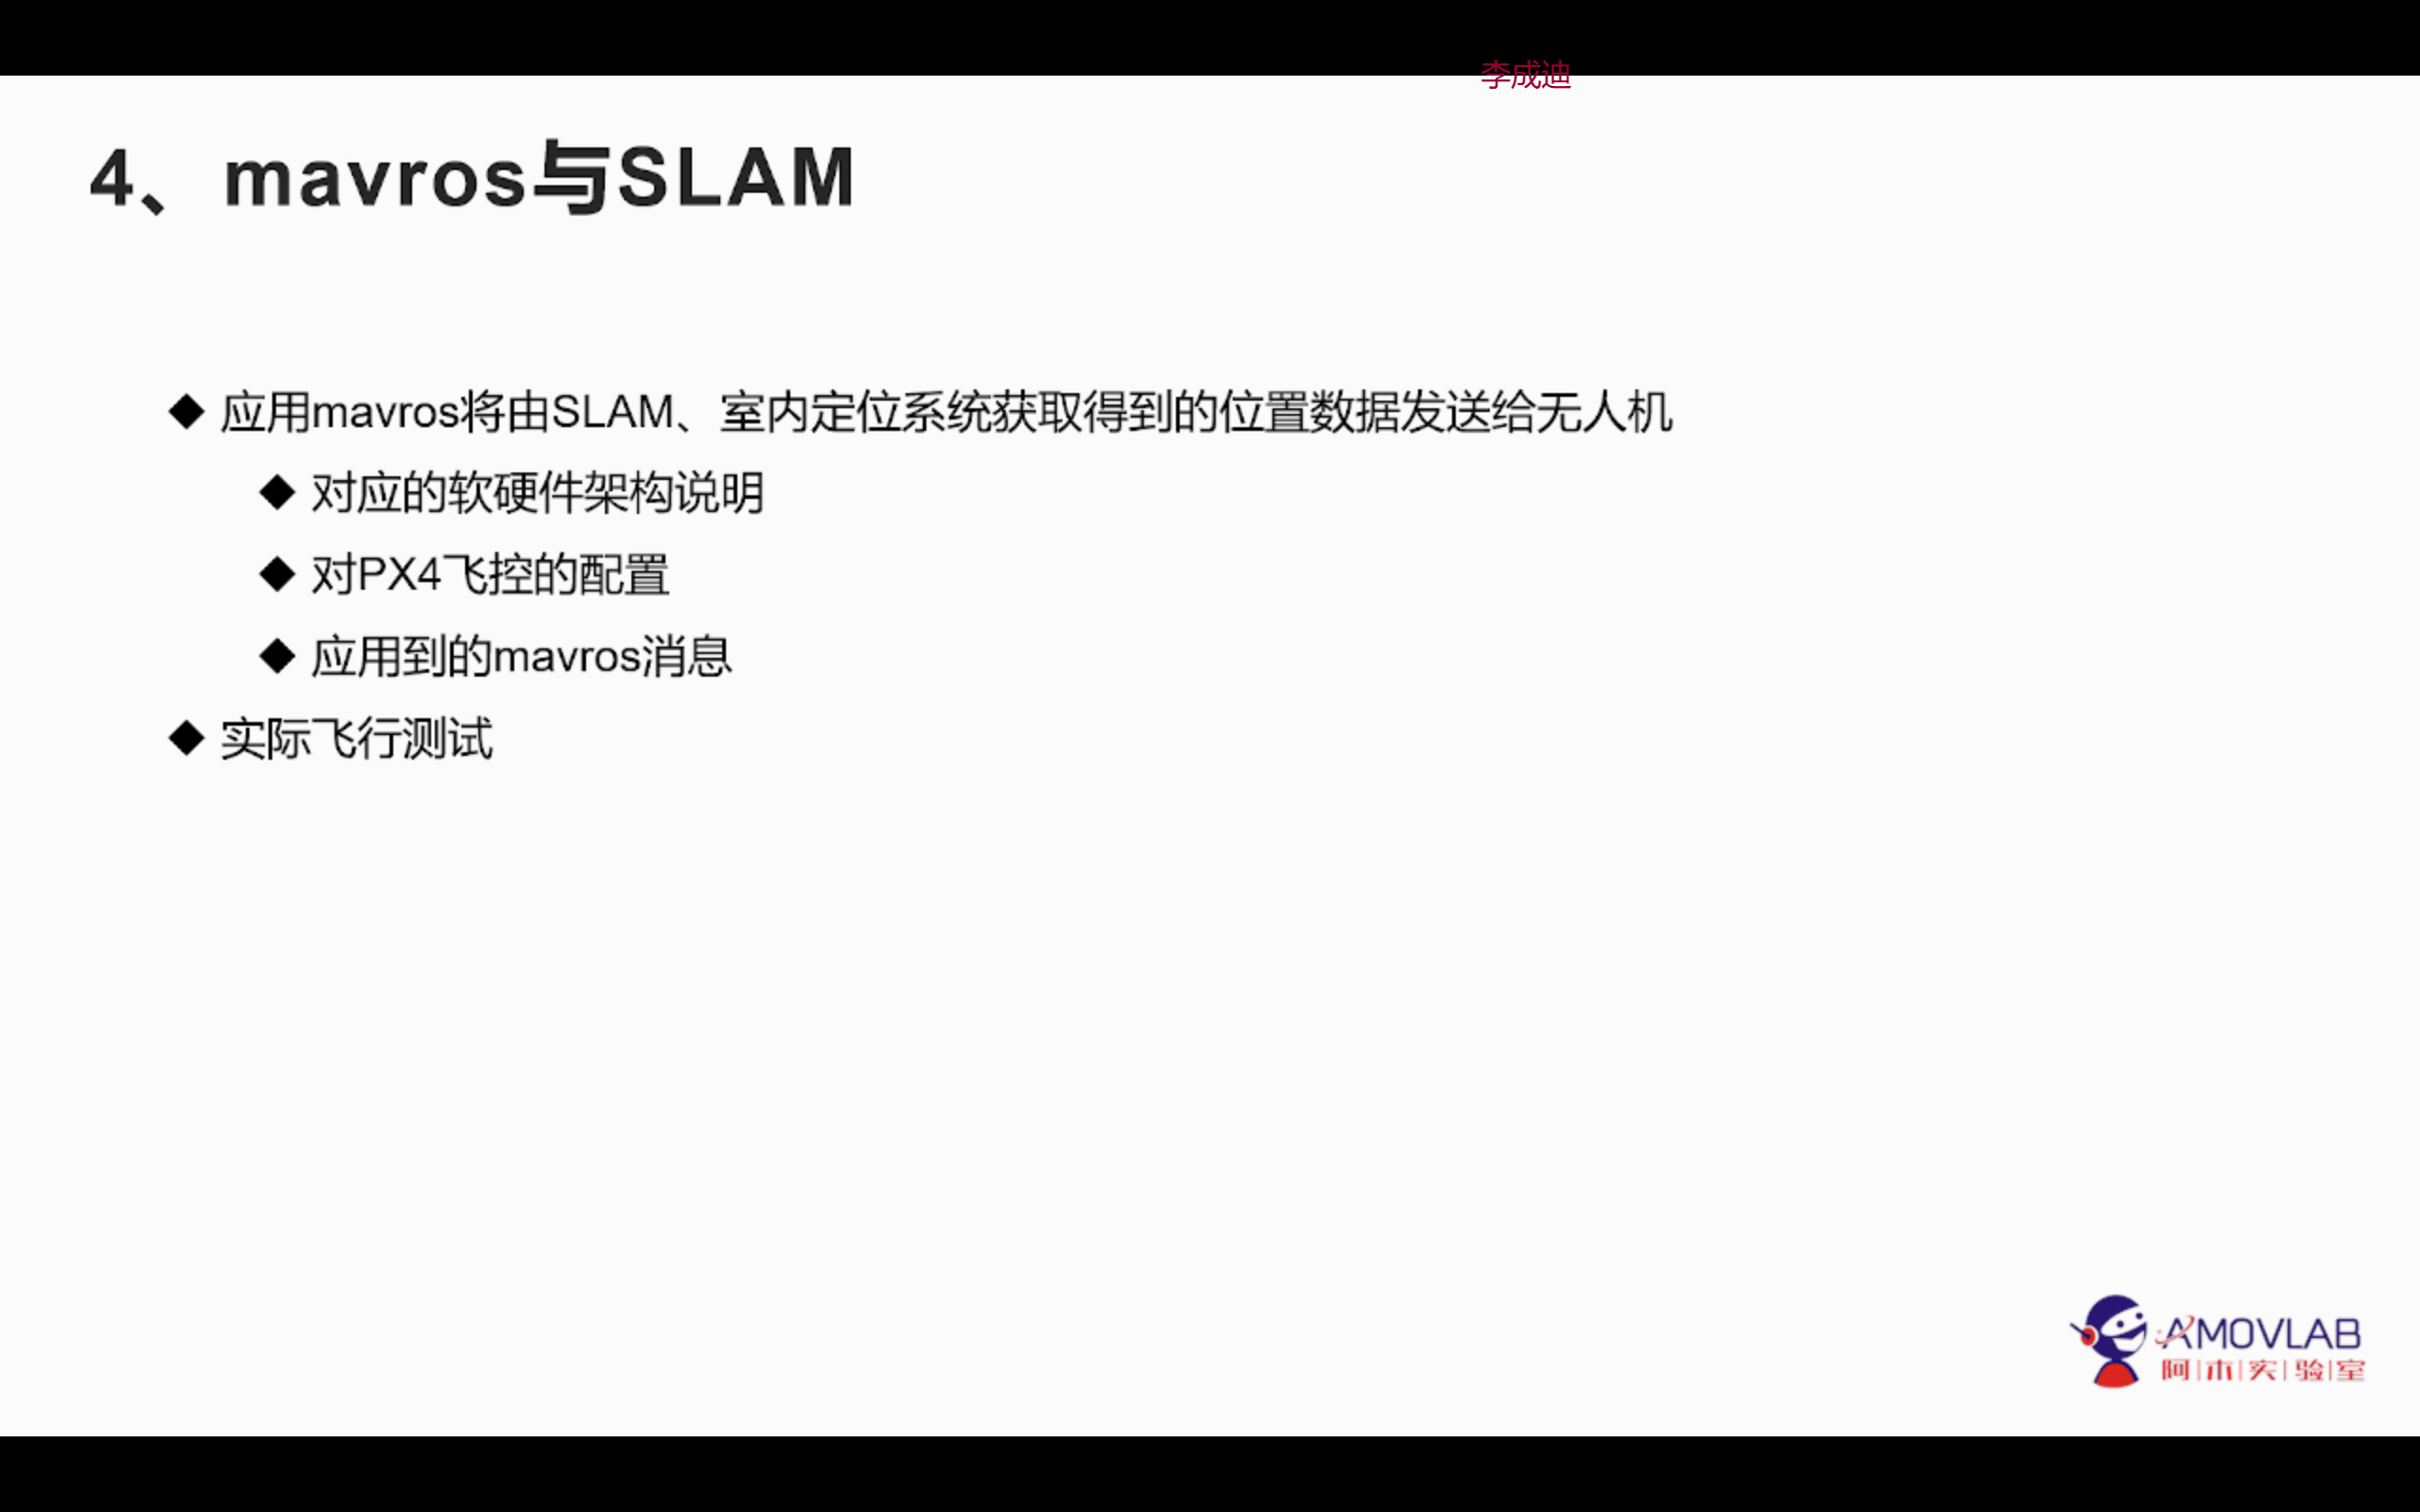 李成迪
4、mavros与SLAM
◆ 应用mavros将由SLAM、室内定位系统获取得到的位置数据发送给无人机
◆ 对应的软硬件架构说明
◆ 对PX4飞控的配置
◆ 应用到的mavros消息
◆ 实际飞行测试
AMOVLAB
阿|木|实|验|室